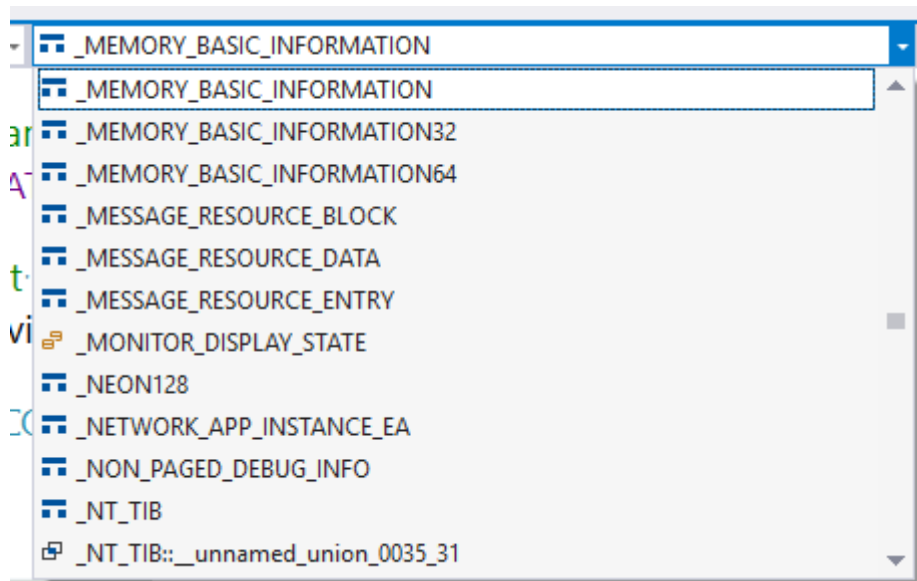 _MEMORY_BASIC_INFORMATION
_MEMORY_BASIC_INFORMATION
_MEMORY_BASIC_INFORMATION32
_MEMORY_BASIC_INFORMATION64
_MESSAGE_RESOURCE_BLOCK
_MESSAGE_RESOURCE_DATA
_MESSAGE_RESOURCE_ENTRY
_MONITOR_DISPLAY_STATE
_NEON128
_NETWORK_APP_INSTANCE_EA
_NON_PAGED_DEBUG_INFO
_NT_TIB
_NT_TIB::__unnamed_union_0035_31